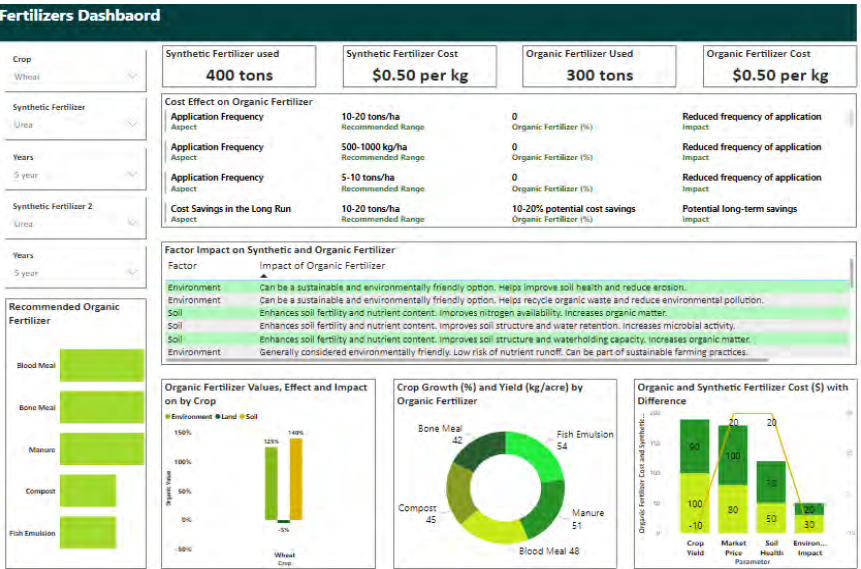 Fertilizers Dashbaord
Crop
Wheat
Synthetic Fertilizer
Urea
Years
5 year
Synthetic Fertilizer 2
Urea
Years
5 year
Synthetic Fertilizer used
400 tons
Synthetic Fertilizer Cost
$0.50 per kg
Organic Fertilizer Used
300 tons
Organic Fertilizer Cost
$0.50 per kg
Cost Effect on Organic Fertilizer
Application Frequency 10-20 tons/ha 0 Reduced frequency of application
Aspect Recommended Range Organic Fertilizer (%) Impact
Application Frequency 500-1000 kg/ha 0 Reduced frequency of application
Aspect Recommended Range Organic Fertilizer (%) Impact
Application Frequency 5-10 tons/ha 0 Reduced frequency of application
Aspect Recommended Range Organic Fertilizer (%) Impact
Cost Savings in the Long Run 10-20 tons/ha 10-20% potential cost savings Potential long-term savings
Aspect Recommended Range Organic Fertilizer (%) Impact
Factor Impact on Synthetic and Organic Fertilizer
Factor Impact of Organic Fertilizer
Environment Can be a sustainable and environmentally friendly option. Helps improve soil health and reduce erosion.
Environment Can be a sustainable and environmentally friendly option. Helps recycle organic waste and reduce environmental pollution.
Soil Enhances soil fertility and nutrient content. Improves nitrogen availability. Increases organic matter.
Soil Enhances soil fertility and nutrient content. Improves soil structure and water retention. Increases microbial activity.
Soil Enhances soil fertility and nutrient content. Improves soil structure and waterholding capacity. Increases organic matter.
Environment Generally considered environmentally friendly. Low risk of nutrient runoff. Can be part of sustainable farming practices.
Recommended Organic
Fertilizer
Blood Meal
Bone Meal
Manure
Compost
Fish Emulsion
Organic Fertilizer Values, Effect and Impact
on by Crop
Environment Land Soil
150%
100%
50%
0%
-50%
Organic Value
125%
-5%
140%
Wheat
Crop
Crop Growth (%) and Yield (kg/acre) by
Organic Fertilizer
Bone Meal
42
Fish Emulsion
54
Compost
45
Manure
51
Blood Meal 48
Organic and Synthetic Fertilizer Cost ($) with
Difference
Organic Fertilizer Cost and Synthetic...
200
150
100
50
0
90
100
-10
20
100
80
20
50
20
30
Crop
Yield
Market
Price
Soil
Health
Environ...
Impact
Parameter